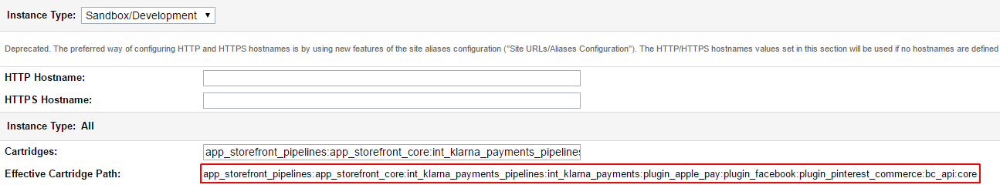 Instance Type: Sandbox/Development
Deprecated. The preferred way of configuring HTTP and HTTPS hostnames is by using new features of the site aliases configuration ("Site URLs/Aliases Configuration"). The HTTP/HTTPS hostnames values set in this section will be used if no hostnames are defined
HTTP Hostname:
HTTPS Hostname:
Instance Type: All
Cartridges: app_storefront_pipelines:app_storefront_core:int_klarna_payments_pipelines
Effective Cartridge Path: app_storefront_pipelines:app_storefront_core:int_klarna_payments_pipelines:int_klarna_payments:plugin_apple_pay:plugin_facebook:plugin_pinterest_commerce:bc_api:core